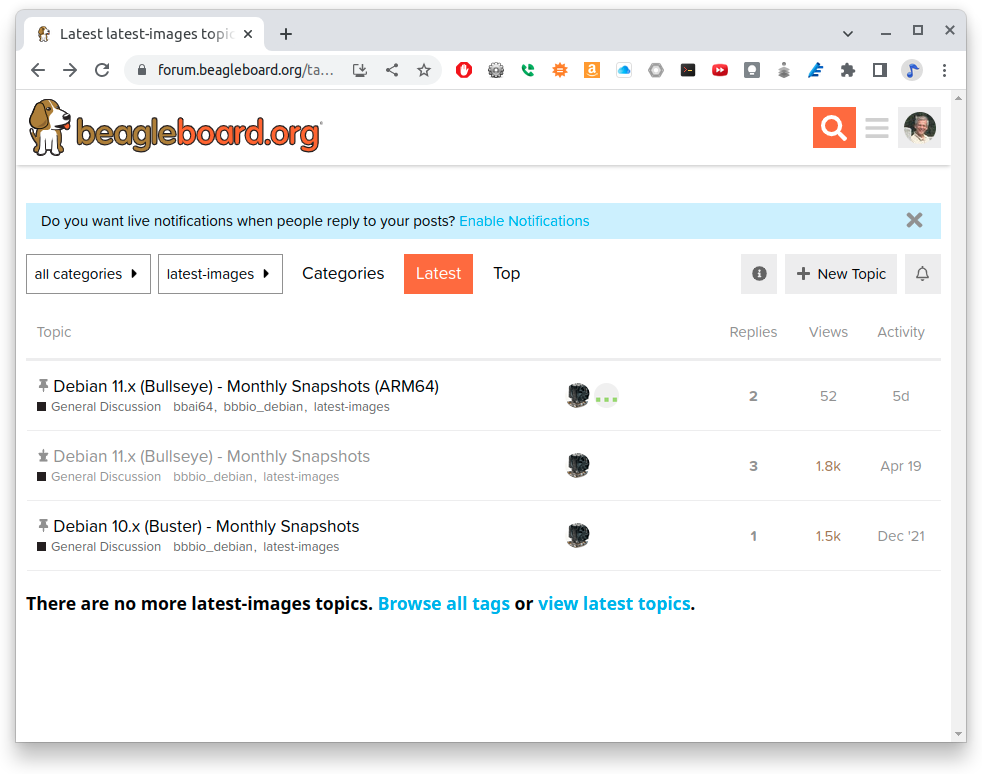 Latest latest-images topic
forum.beagleboard.org/ta...
beagleboard.org
Do you want live notifications when people reply to your posts? Enable Notifications
all categories latest-images Categories Latest Top New Topic
Topic Replies Views Activity
Debian 11.x (Bullseye) - Monthly Snapshots (ARM64)
General Discussion bbai64, bbbio_debian, latest-images
2 52 5d
Debian 11.x (Bullseye) - Monthly Snapshots
General Discussion bbbio_debian, latest-images
3 1.8k Apr 19
Debian 10.x (Buster) - Monthly Snapshots
General Discussion bbbio_debian, latest-images
1 1.5k Dec '21
There are no more latest-images topics. Browse all tags or view latest topics.